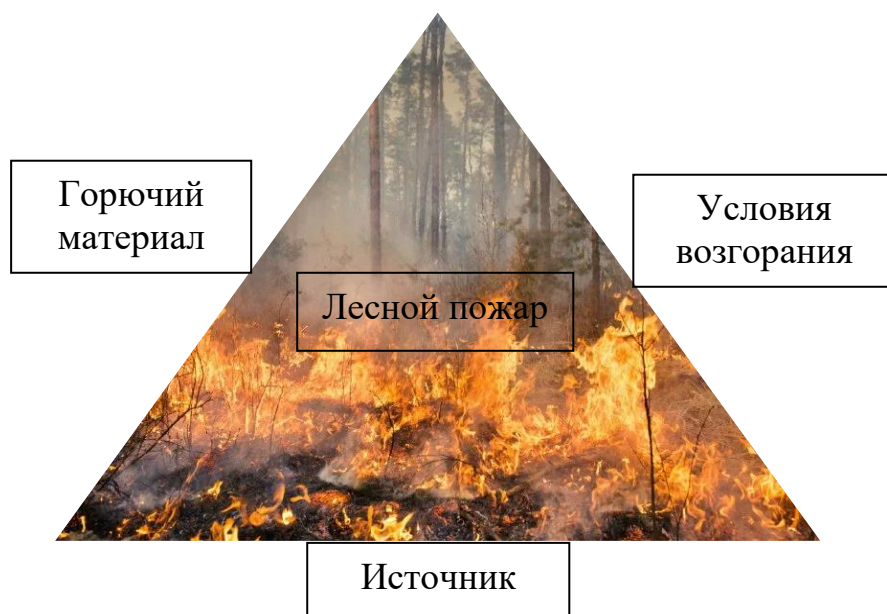 Горючий
материал
Условия
возгорания
Лесной пожар
Источник